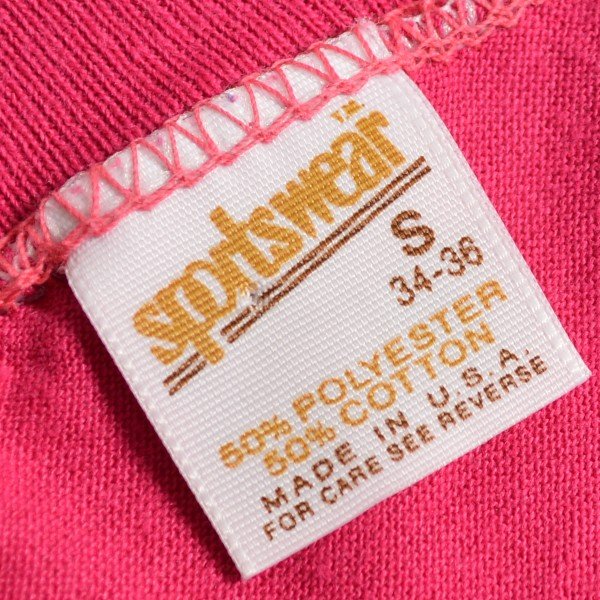 sportswear™
S
34-36
50% POLYESTER
50% COTTON
MADE IN U.S.A.
FOR CARE SEE REVERSE